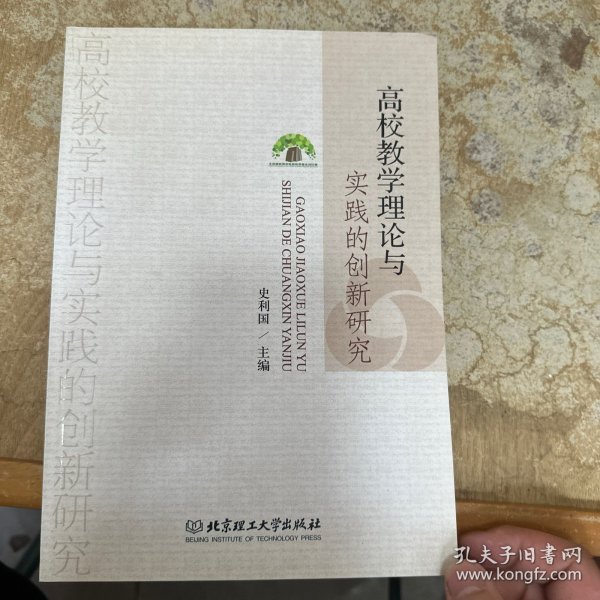 高校教学理论与实践的创新研究
高校教学理论与
实践的创新研究
GAOXIAO JIAOXUE LILUN YU
SHIJIAN DE CHUANGXIN YANJIU
史利国／主编
北京理工大学出版社
BEIJING INSTITUTE OF TECHNOLOGY PRESS
孔夫子旧书网
www.kongfz.com